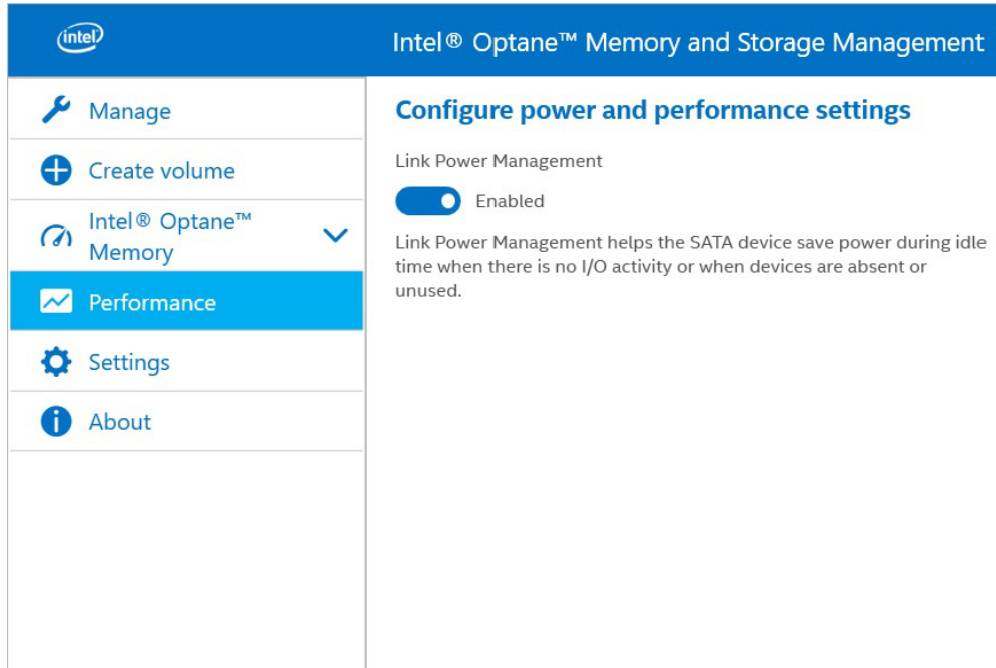 intel
Intel® Optane™ Memory and Storage Management
Manage
Create volume
Intel® Optane™
Memory
Performance
Settings
About
Configure power and performance settings
Link Power Management
Enabled
Link Power Management helps the SATA device save power during idle
time when there is no I/O activity or when devices are absent or
unused.